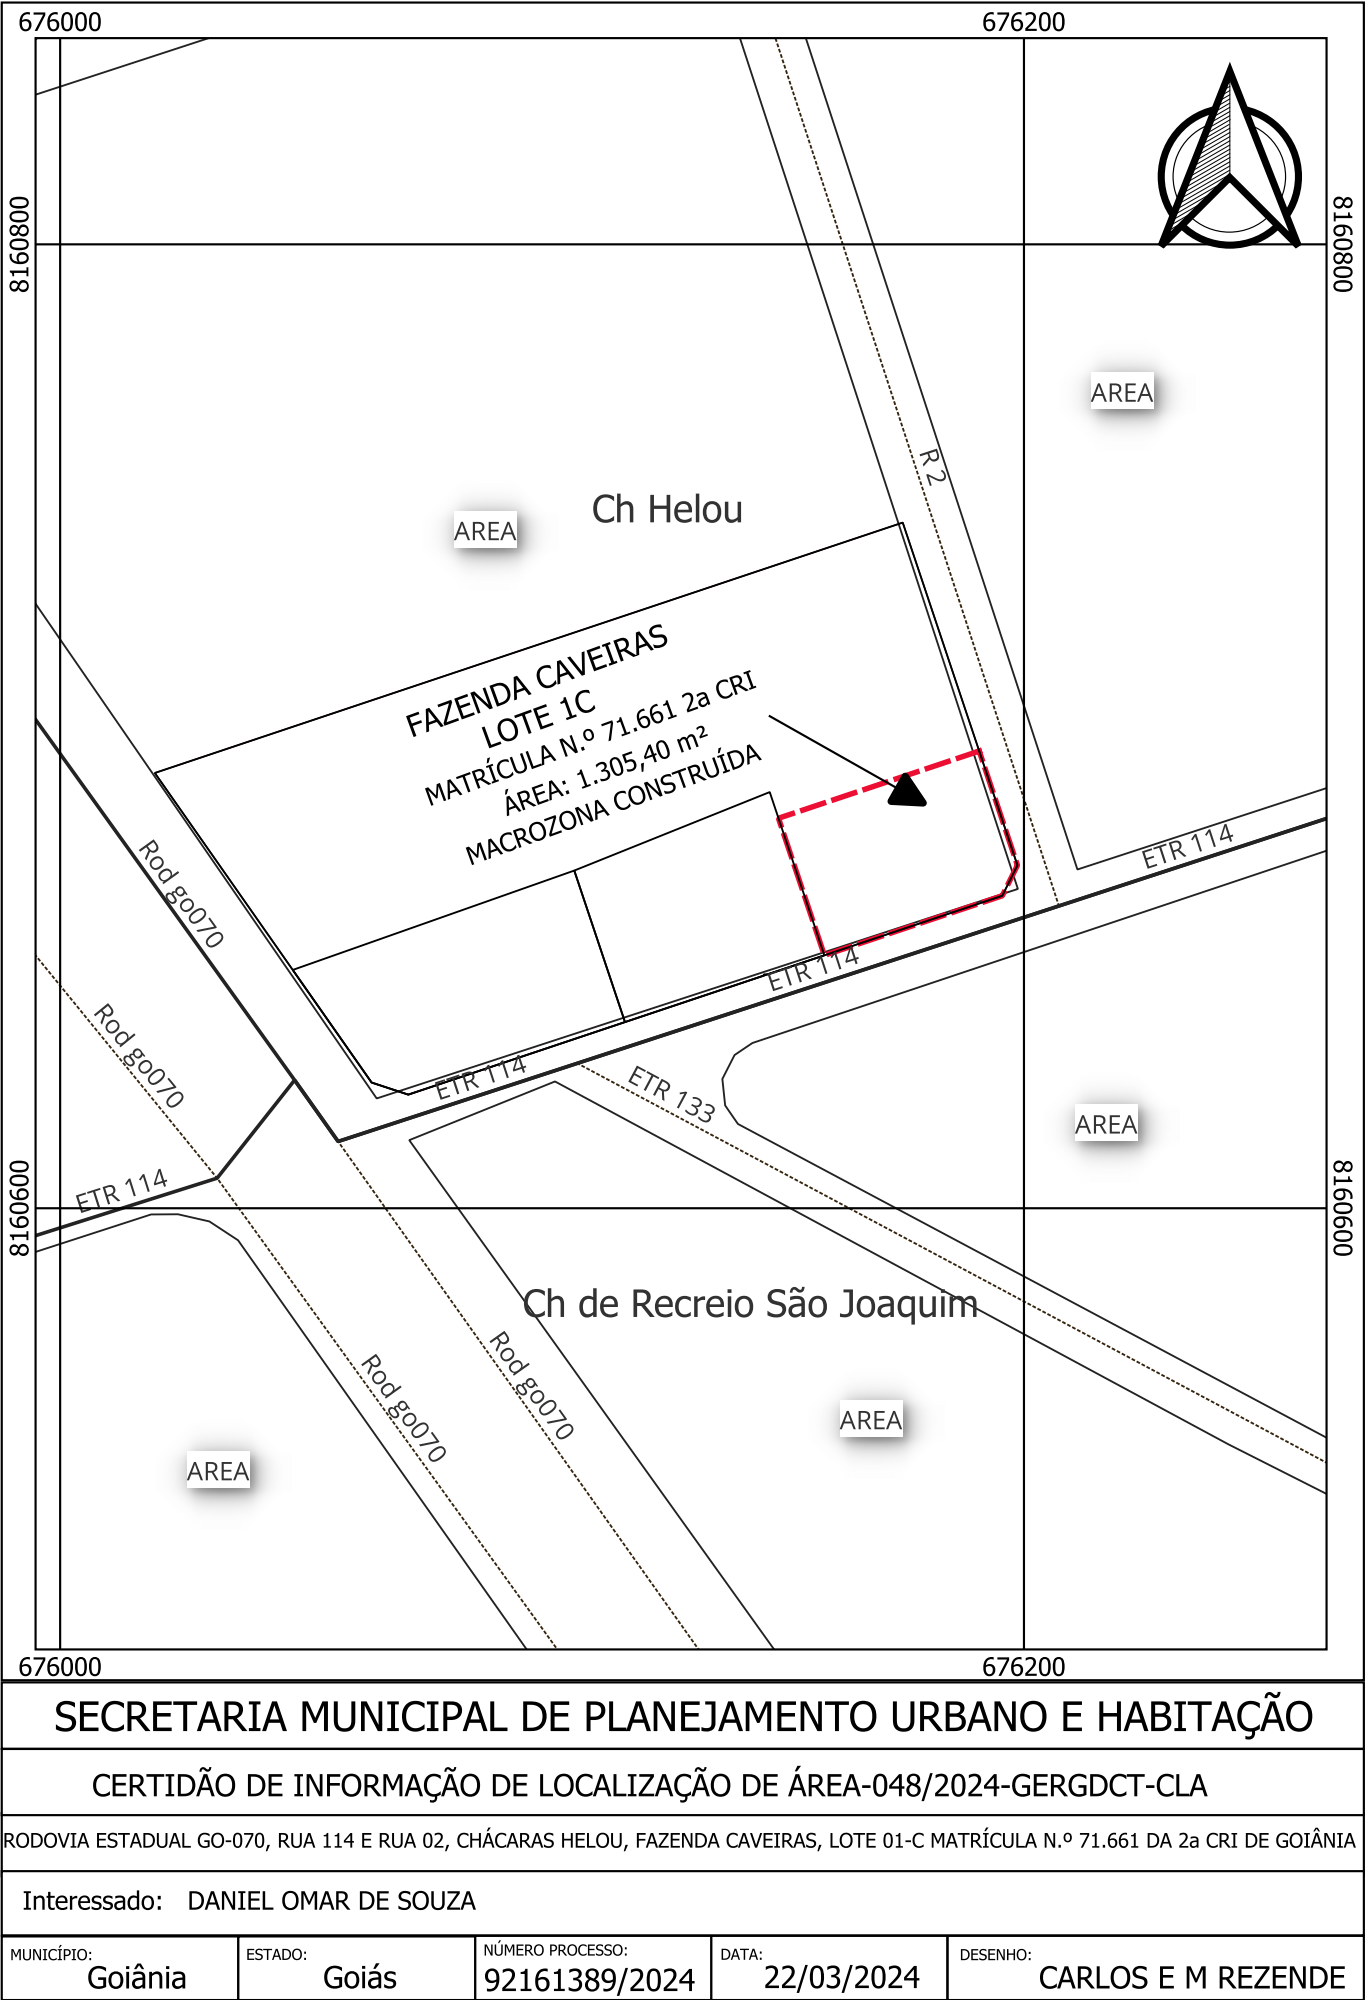 676000
676200
8160800
8160800
AREA
R 2
Ch Helou
AREA
FAZENDA CAVEIRAS
LOTE 1C
MATRÍCULA N.º 71.661 2a CRI
ÁREA: 1.305,40 m²
MACROZONA CONSTRUÍDA
Rod go070
ETR 114
ETR 114
Rod go070
ETR 114
ETR 133
AREA
ETR 114
8160600
8160600
Ch de Recreio São Joaquim
Rod go070
Rod go070
AREA
AREA
676000
676200
SECRETARIA MUNICIPAL DE PLANEJAMENTO URBANO E HABITAÇÃO
CERTIDÃO DE INFORMAÇÃO DE LOCALIZAÇÃO DE ÁREA-048/2024-GERGDCT-CLA
RODOVIA ESTADUAL GO-070, RUA 114 E RUA 02, CHÁCARAS HELOU, FAZENDA CAVEIRAS, LOTE 01-C MATRÍCULA N.º 71.661 DA 2a CRI DE GOIÂNIA
Interessado: DANIEL OMAR DE SOUZA
MUNICÍPIO: Goiânia
ESTADO: Goiás
NÚMERO PROCESSO: 92161389/2024
DATA: 22/03/2024
DESENHO: CARLOS E M REZENDE